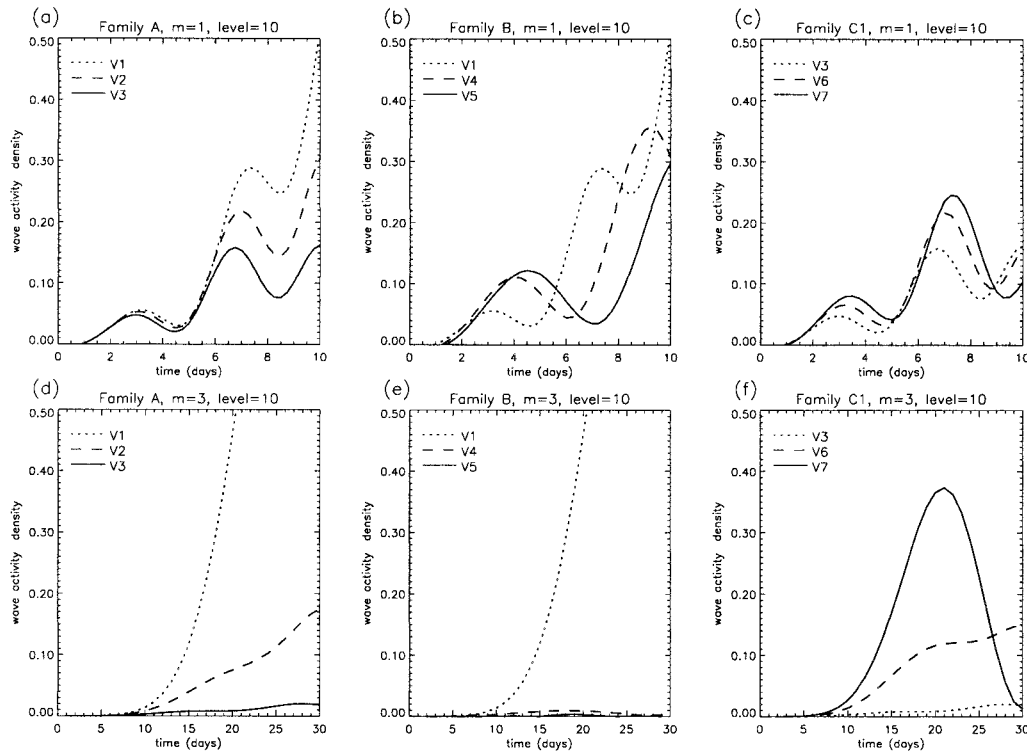 (a)
Family A, m=1, level=10
0.50
0.40
0.30
0.20
0.10
0.00
wave activity density
V1
V2
V3
0 2 4 6 8 10
time (days)
(b)
Family B, m=1, level=10
0.50
0.40
0.30
0.20
0.10
0.00
wave activity density
V1
V4
V5
0 2 4 6 8 10
time (days)
(c)
Family C1, m=1, level=10
0.50
0.40
0.30
0.20
0.10
0.00
wave activity density
V3
V6
V7
0 2 4 6 8 10
time (days)
(d)
Family A, m=3, level=10
0.50
0.40
0.30
0.20
0.10
0.00
wave activity density
V1
V2
V3
0 5 10 15 20 25 30
time (days)
(e)
Family B, m=3, level=10
0.50
0.40
0.30
0.20
0.10
0.00
wave activity density
V1
V4
V5
0 5 10 15 20 25 30
time (days)
(f)
Family C1, m=3, level=10
0.50
0.40
0.30
0.20
0.10
0.00
wave activity density
V3
V6
V7
0 5 10 15 20 25 30
time (days)